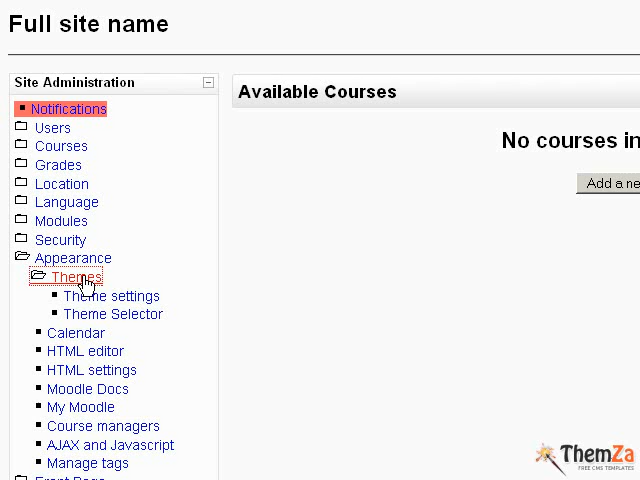 Full site name
Site Administration
Notifications
Users
Courses
Grades
Location
Language
Modules
Security
Appearance
Themes
Theme settings
Theme Selector
Calendar
HTML editor
HTML settings
Moodle Docs
My Moodle
Course managers
AJAX and Javascript
Manage tags
Front Page
Available Courses
No courses in
Add a ne
ThemZa
FREE CMS TEMPLATES